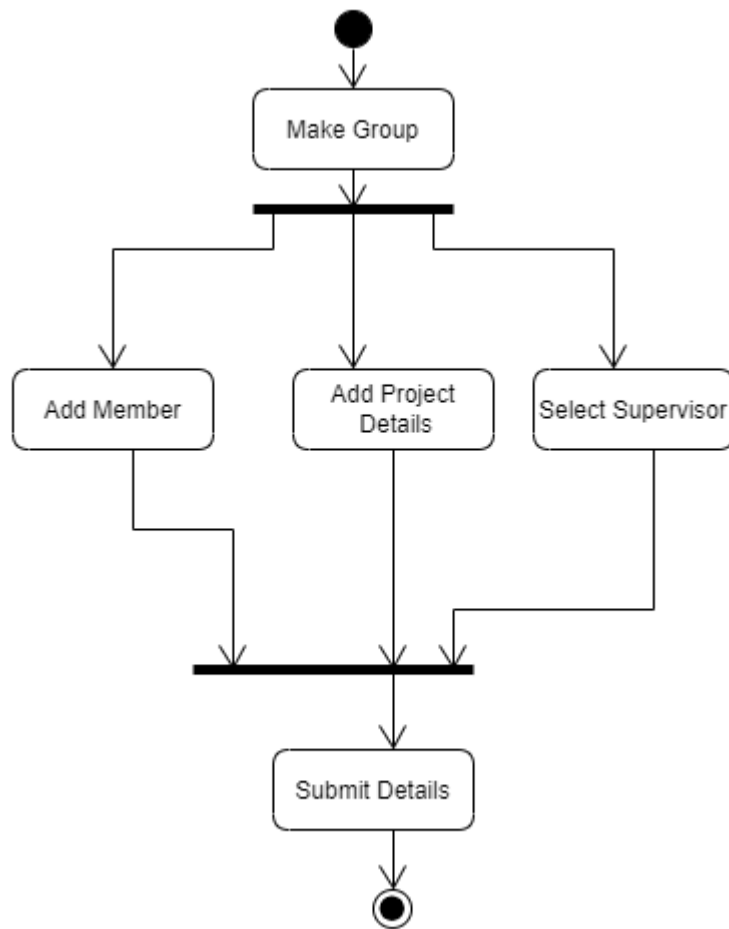 Make Group
Add Member
Add Project
Details
Select Supervisor
Submit Details